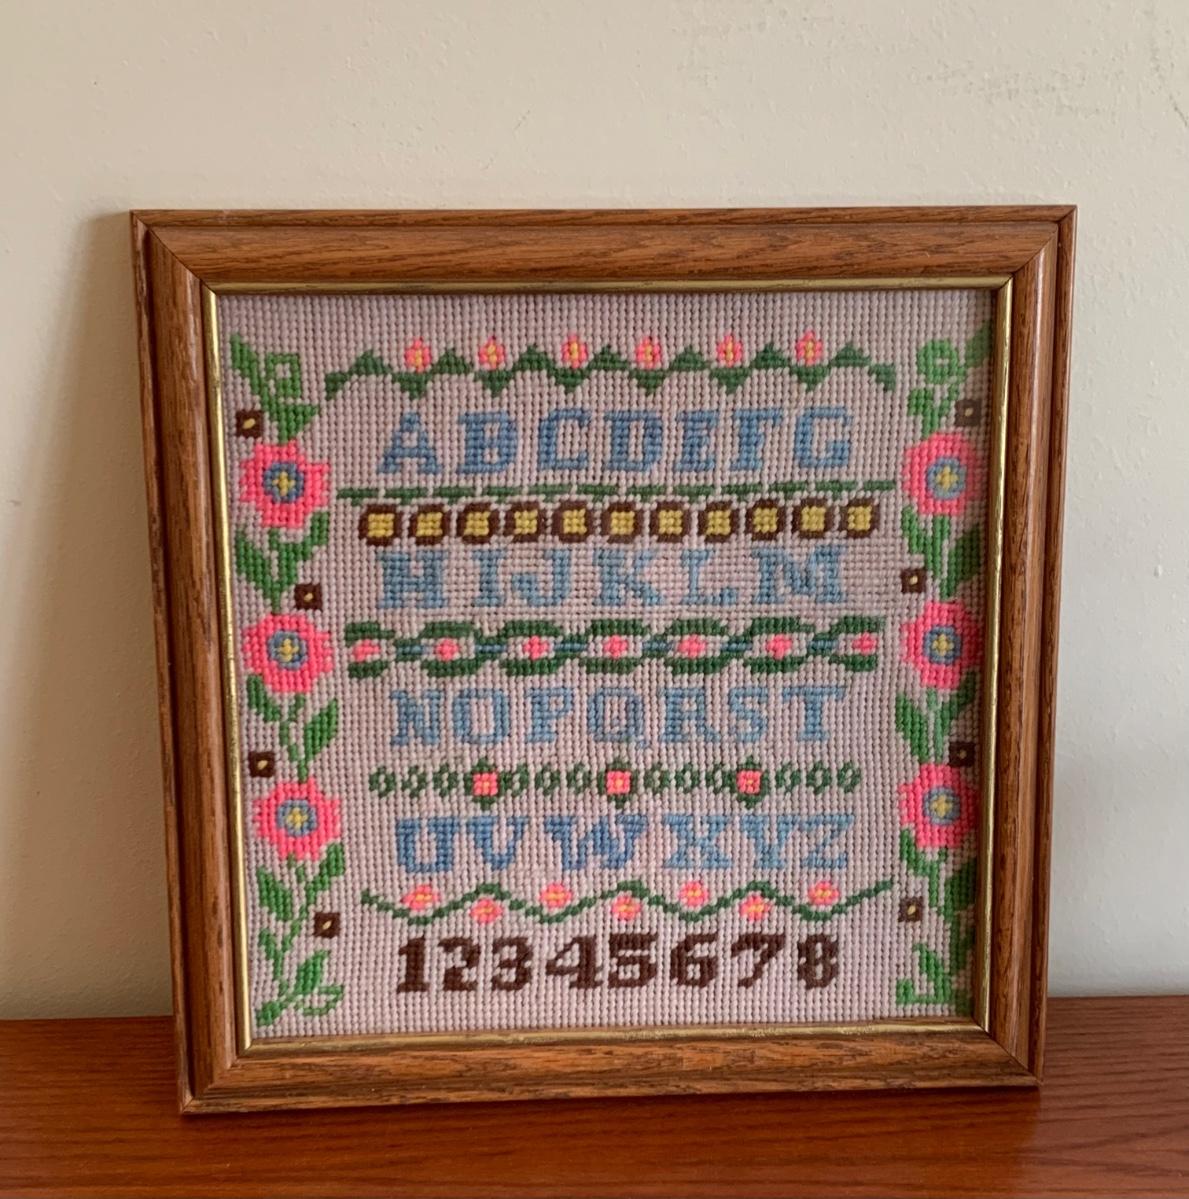 ABCDEFG
HIJKLM
NOPQRST
UVWXYZ
12345678